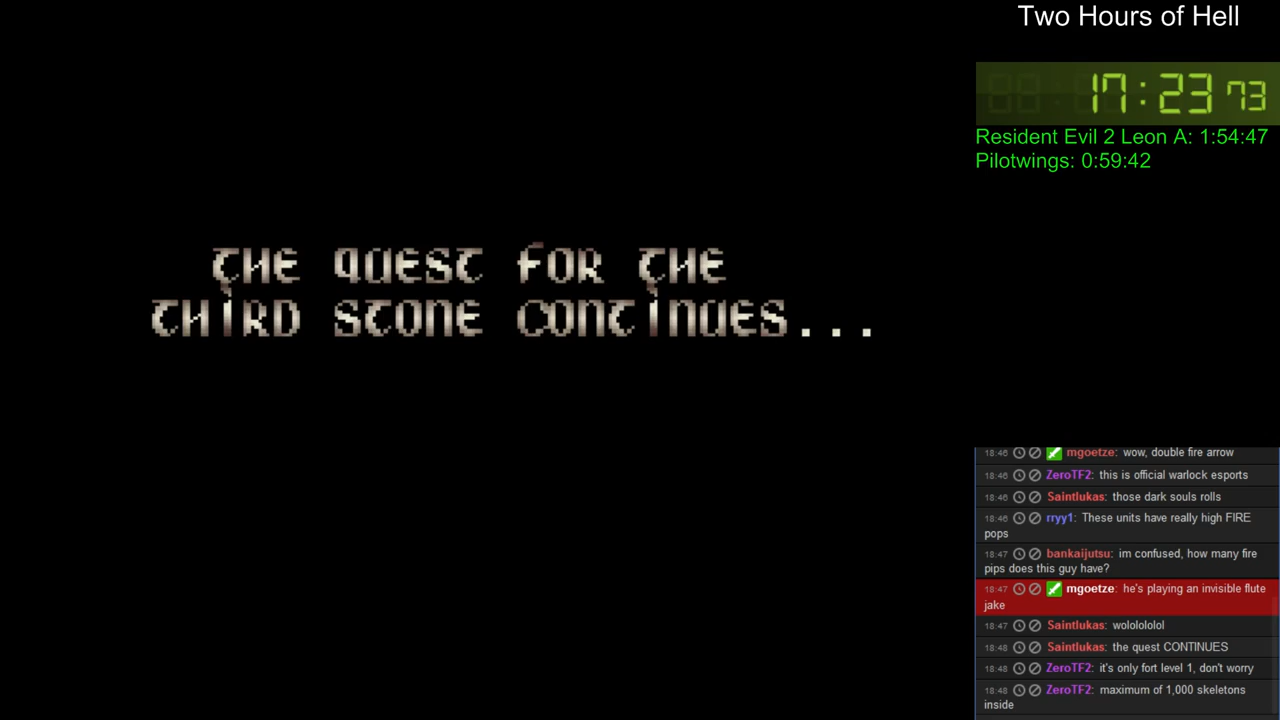 Two Hours of Hell
17:23 73
Resident Evil 2 Leon A: 1:54:47
Pilotwings: 0:59:42
THE QUEST FOR THE
THIRD STONE CONTINUES...
18:46 mgoetze: wow, double fire arrow
18:46 ZeroTF2: this is official warlock esports
18:46 Saintlukas: those dark souls rolls
18:46 rryy1: These units have really high FIRE
pops
18:47 bankaijutsu: im confused, how many fire
pips does this guy have?
18:47 mgoetze: he's playing an invisible flute
jake
18:47 Saintlukas: wolololol
18:48 Saintlukas: the quest CONTINUES
18:48 ZeroTF2: it's only fort level 1, don't worry
18:48 ZeroTF2: maximum of 1,000 skeletons
inside